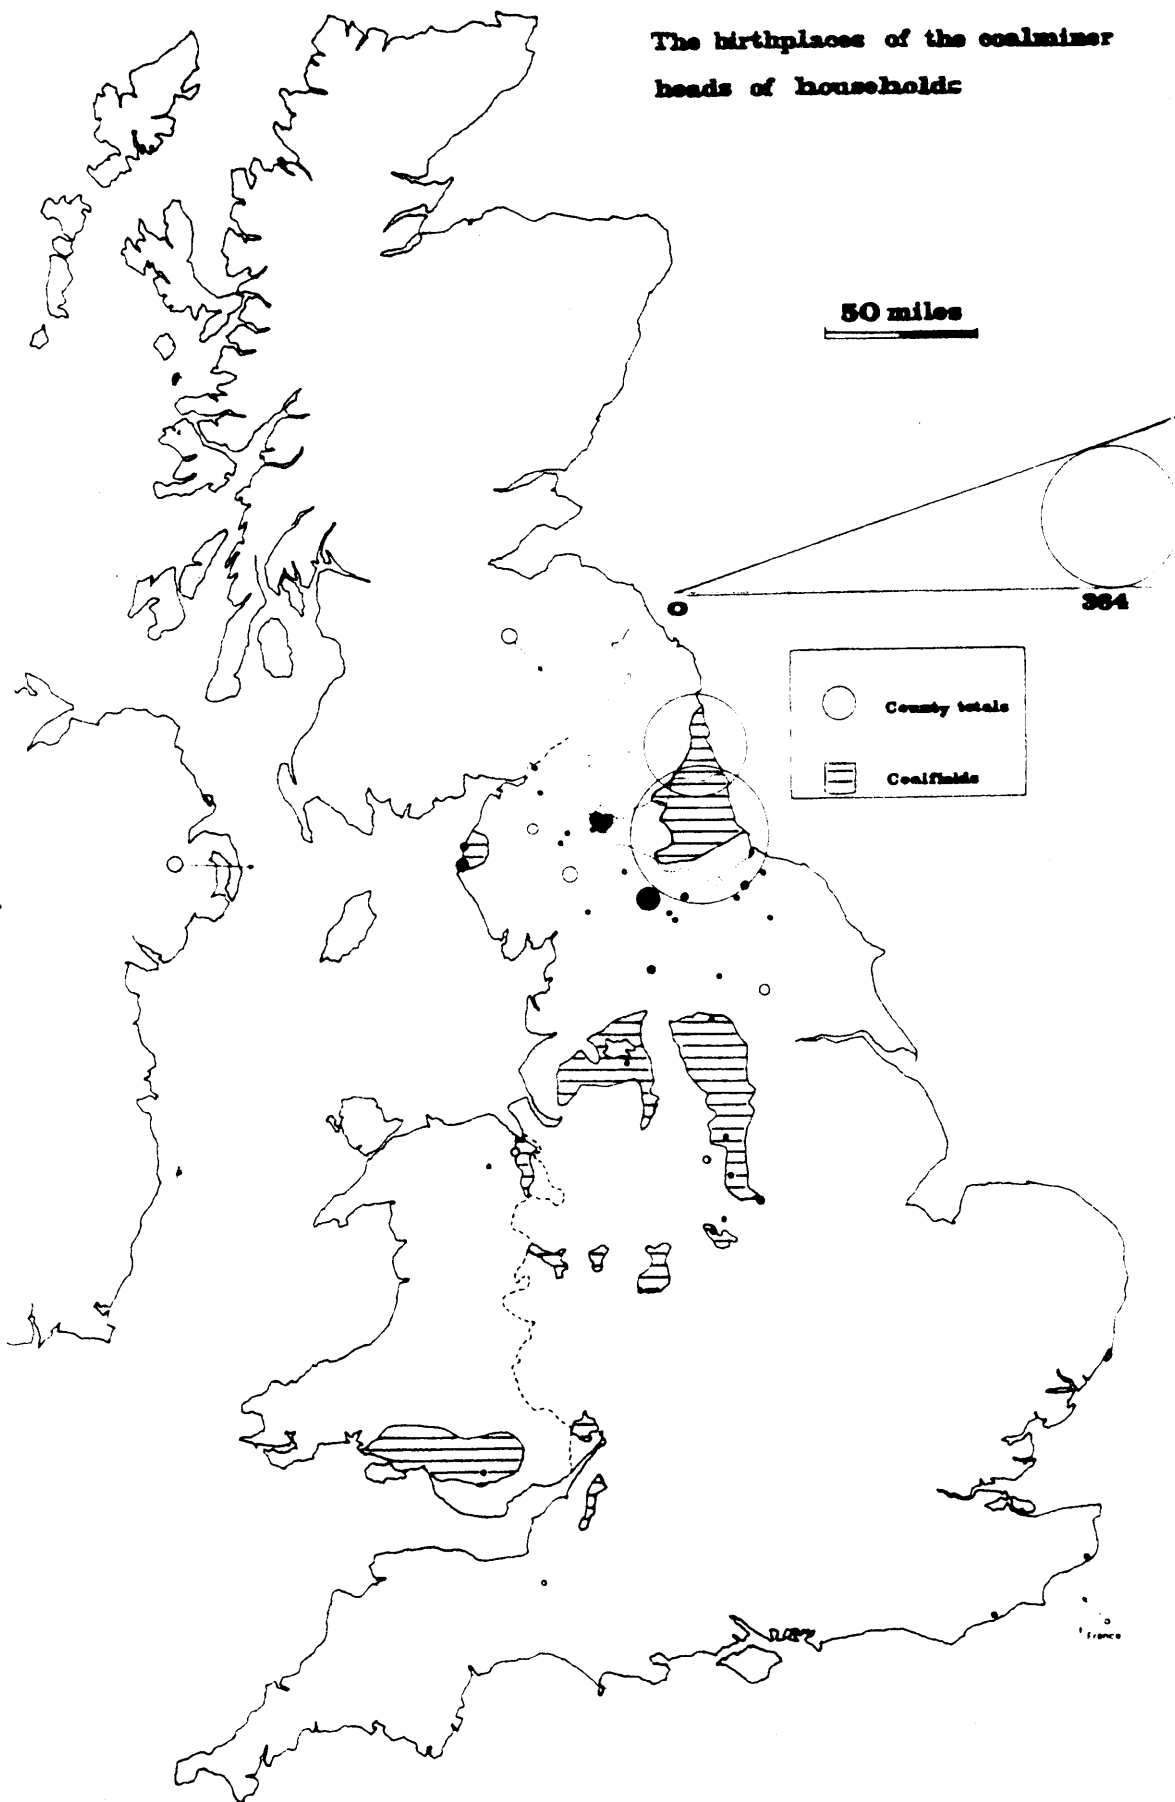 The birthplaces of the coalminer
heads of households
50 miles
0
364
County totals
Coalfields
France